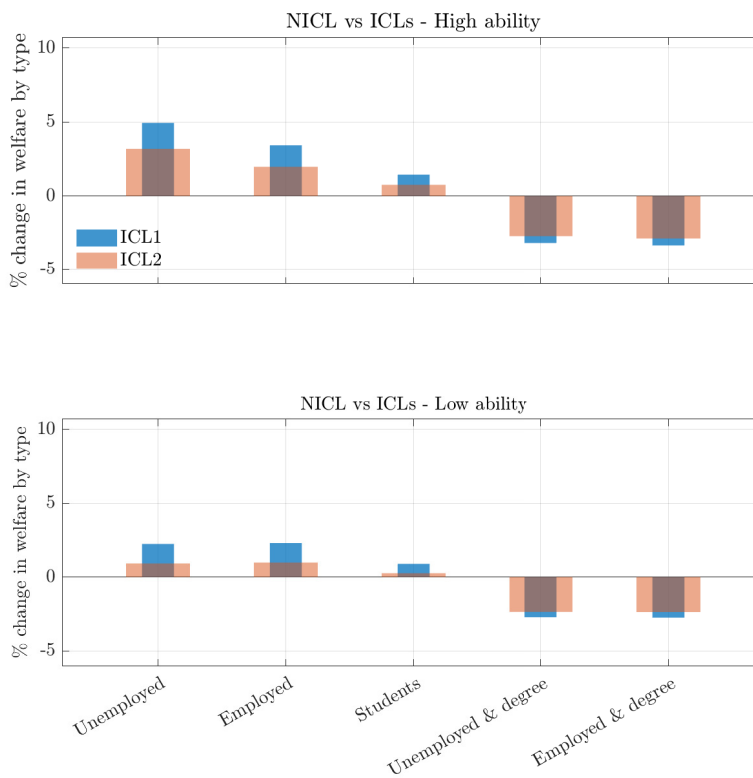 NICL vs ICLs - High ability
% change in welfare by type
10
5
0
-5
ICL1
ICL2
NICL vs ICLs - Low ability
% change in welfare by type
10
5
0
-5
Unemployed
Employed
Students
Unemployed & degree
Employed & degree